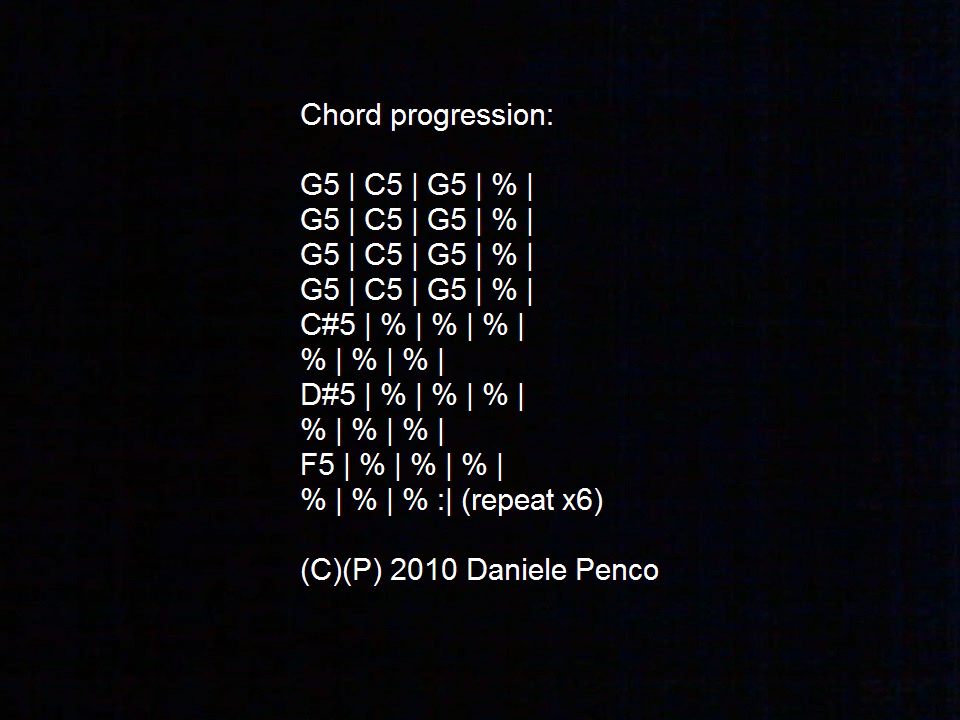 Chord progression:
G5 | C5 | G5 | % |
G5 | C5 | G5 | % |
G5 | C5 | G5 | % |
G5 | C5 | G5 | % |
C#5 | % | % | % |
% | % | % |
D#5 | % | % | % |
% | % | % |
F5 | % | % | % |
% | % | % :| (repeat x6)
(C)(P) 2010 Daniele Penco